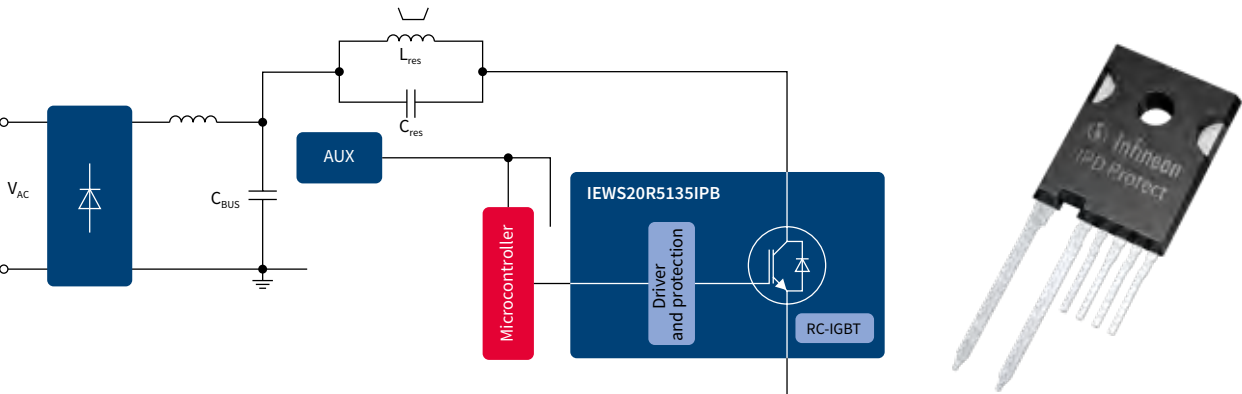 L_res
C_res
V_AC
C_BUS
AUX
Microcontroller
IEWS20R5135IPB
Driver
and protection
RC-IGBT
Infineon
IPD Protect